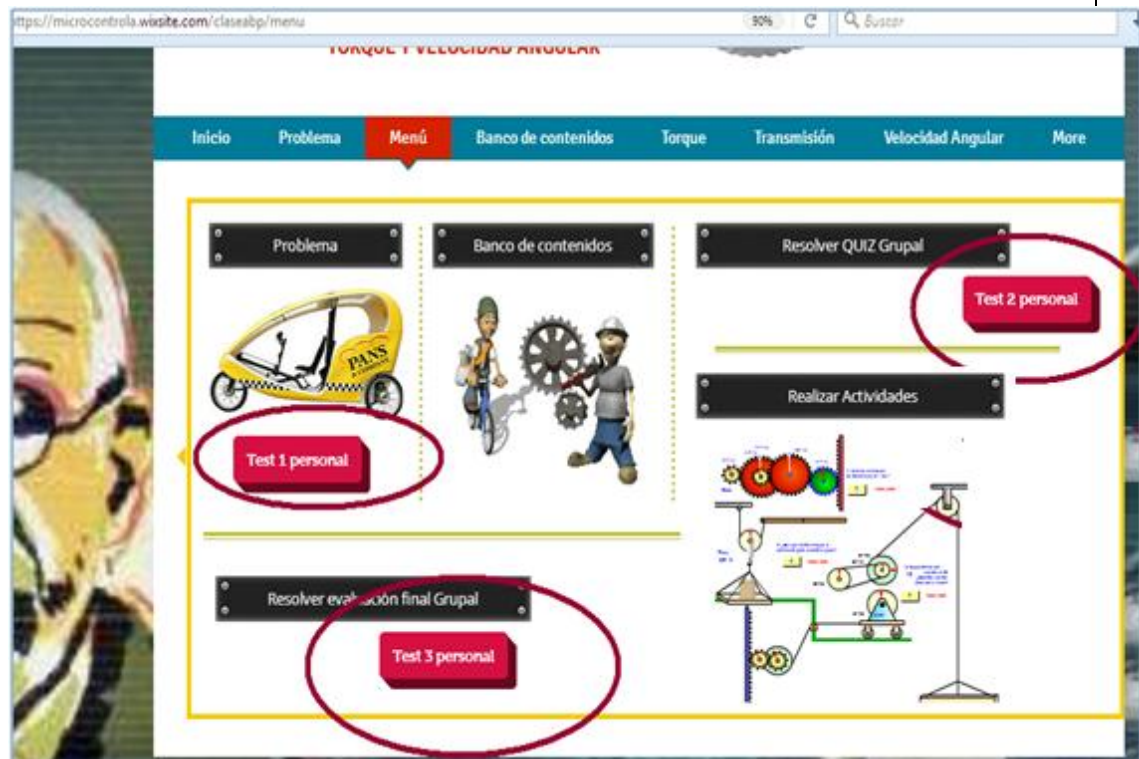 https://microcontrola.wixsite.com/claseabp/menu
90%
Buscar
TORQUE Y VELOCIDAD ANGULAR
Inicio
Problema
Menú
Banco de contenidos
Torque
Transmisión
Velocidad Angular
More
Problema
Banco de contenidos
Resolver QUIZ Grupal
PANS
Test 2 personal
Realizar Actividades
Test 1 personal
Resolver evaluación final Grupal
Test 3 personal